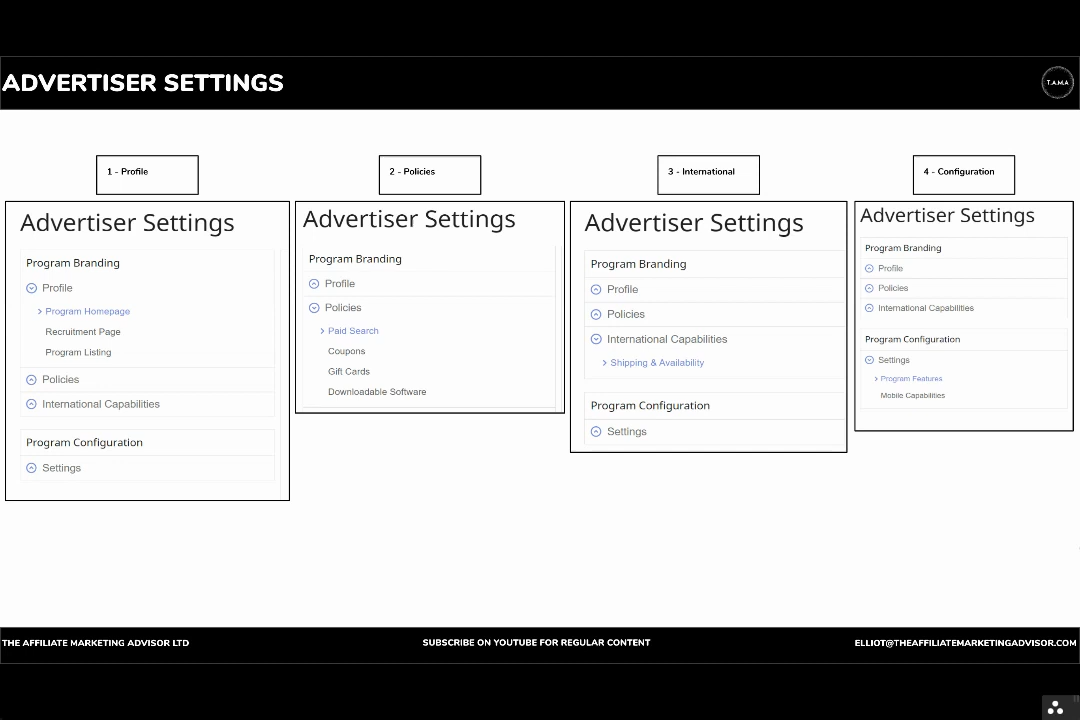 ADVERTISER SETTINGS
T.A.M.A
1 - Profile
Advertiser Settings
Program Branding
Profile
Program Homepage
Recruitment Page
Program Listing
Policies
International Capabilities
Program Configuration
Settings
2 - Policies
Advertiser Settings
Program Branding
Profile
Policies
Paid Search
Coupons
Gift Cards
Downloadable Software
3 - International
Advertiser Settings
Program Branding
Profile
Policies
International Capabilities
Shipping & Availability
Program Configuration
Settings
4 - Configuration
Advertiser Settings
Program Branding
Profile
Policies
International Capabilities
Program Configuration
Settings
Program Features
Mobile Capabilities
THE AFFILIATE MARKETING ADVISOR LTD
SUBSCRIBE ON YOUTUBE FOR REGULAR CONTENT
ELLIOT@THEAFFILIATEMARKETINGADVISOR.COM